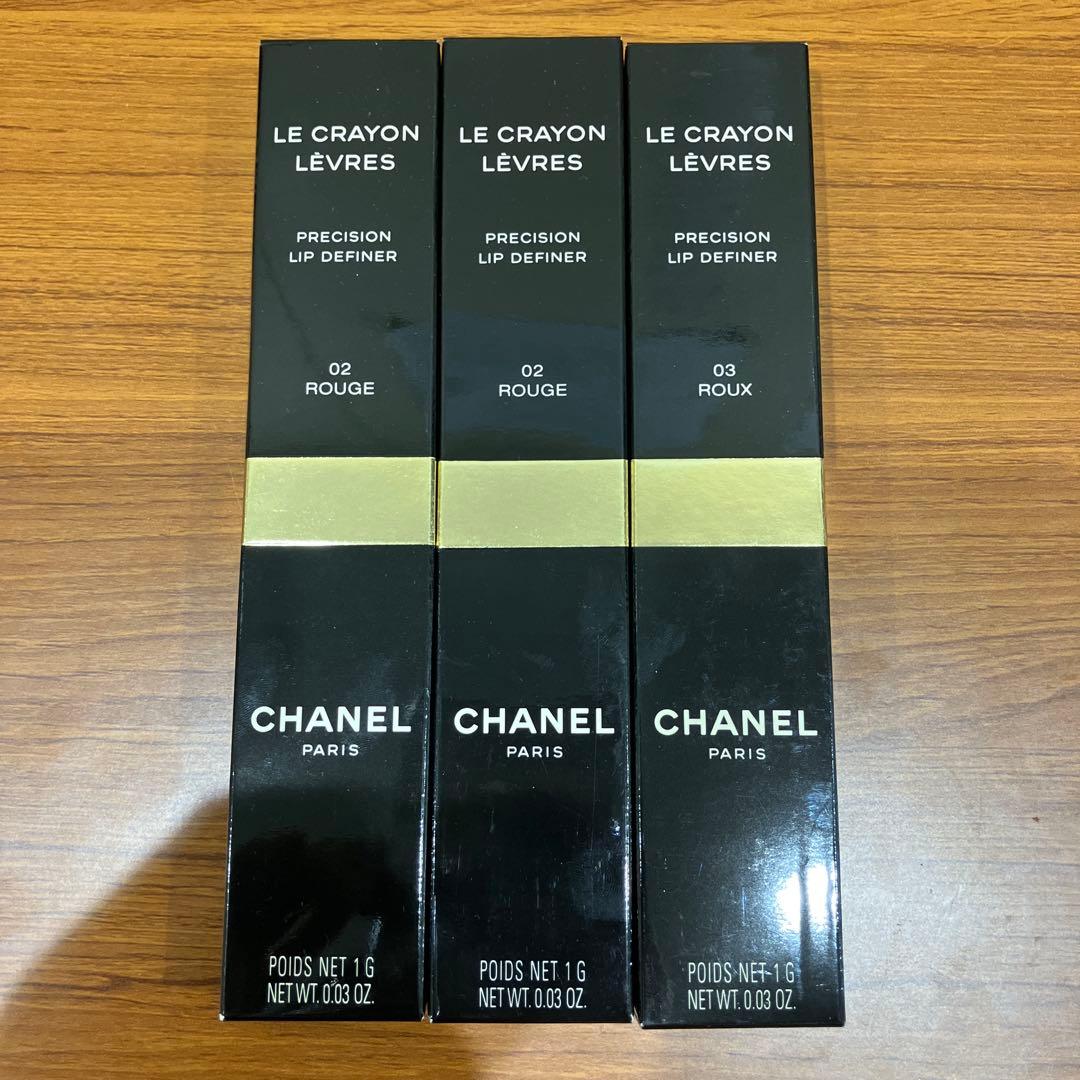 LE CRAYON
LÈVRES
PRECISION
LIP DEFINER
02
ROUGE
CHANEL
PARIS
POIDS NET 1 G
NET WT. 0.03 OZ.
LE CRAYON
LÈVRES
PRECISION
LIP DEFINER
02
ROUGE
CHANEL
PARIS
POIDS NET 1 G
NET WT. 0.03 OZ.
LE CRAYON
LÈVRES
PRECISION
LIP DEFINER
03
ROUX
CHANEL
PARIS
POIDS NET 1 G
NET WT. 0.03 OZ.